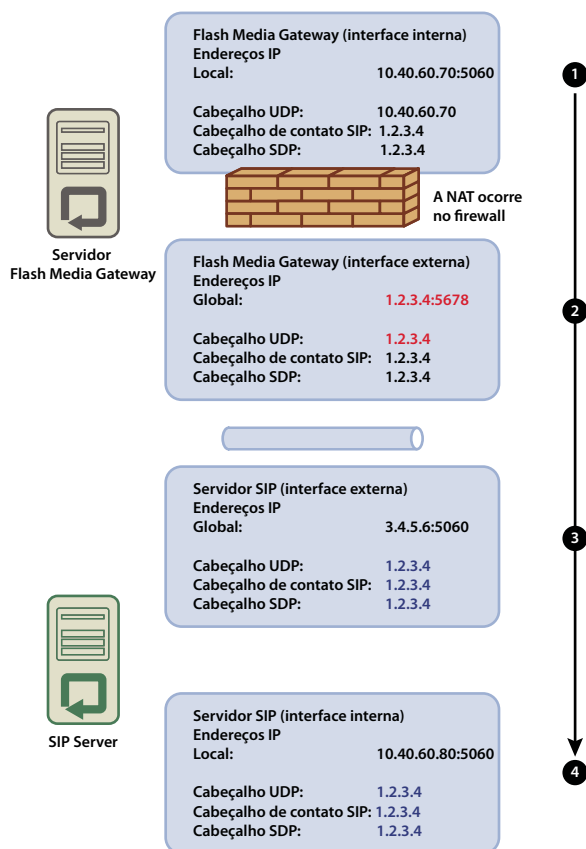 Flash Media Gateway (interface interna)
Endereços IP
Local: 10.40.60.70:5060
Cabeçalho UDP: 10.40.60.70
Cabeçalho de contato SIP: 1.2.3.4
Cabeçalho SDP: 1.2.3.4
1
A NAT ocorre
no firewall
Servidor
Flash Media Gateway
Flash Media Gateway (interface externa)
Endereços IP
Global: 1.2.3.4:5678
Cabeçalho UDP: 1.2.3.4
Cabeçalho de contato SIP: 1.2.3.4
Cabeçalho SDP: 1.2.3.4
2
Servidor SIP (interface externa)
Endereços IP
Global: 3.4.5.6:5060
Cabeçalho UDP: 1.2.3.4
Cabeçalho de contato SIP: 1.2.3.4
Cabeçalho SDP: 1.2.3.4
3
SIP Server
Servidor SIP (interface interna)
Endereços IP
Local: 10.40.60.80:5060
Cabeçalho UDP: 1.2.3.4
Cabeçalho de contato SIP: 1.2.3.4
Cabeçalho SDP: 1.2.3.4
4